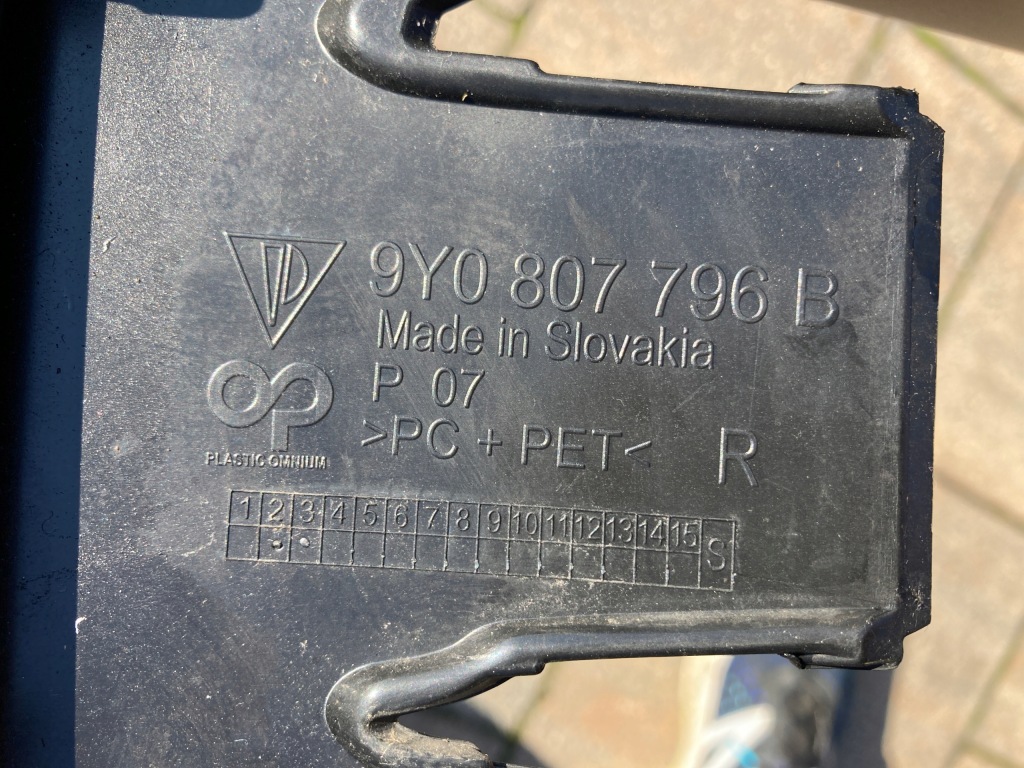 9Y0 807 796 B
Made in Slovakia
P 07
PLASTIC OMNIUM
>PC + PET< R
1 2 3 4 5 6 7 8 9 10 11 12 13 14 15 S